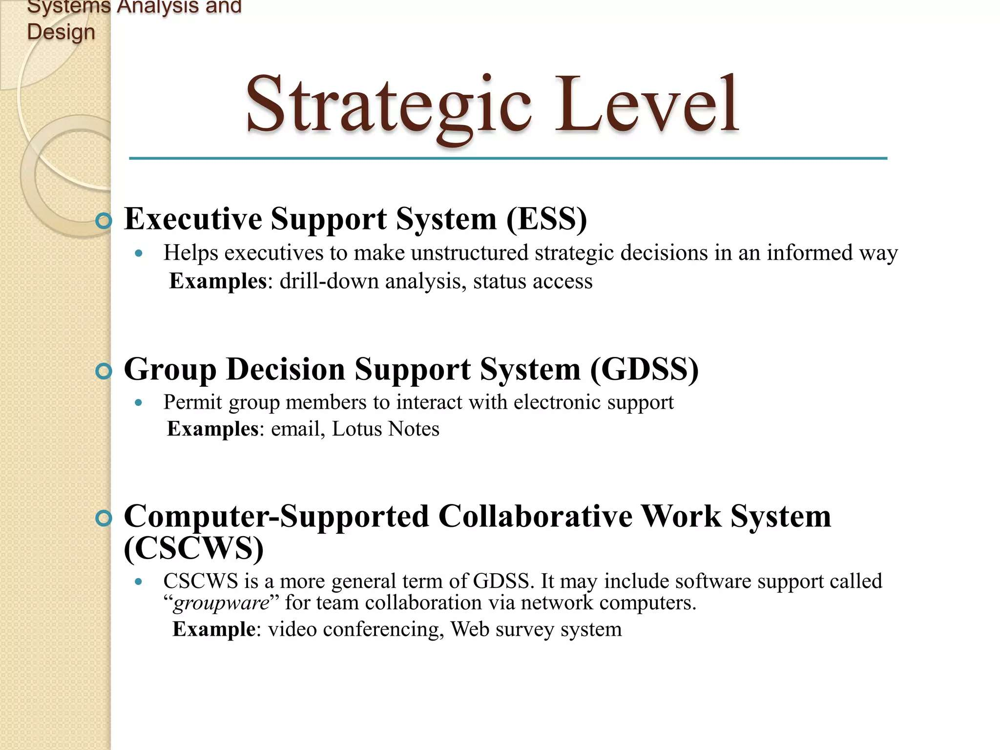 Systems Analysis and
Design
Strategic Level
Executive Support System (ESS)
Helps executives to make unstructured strategic decisions in an informed way
Examples: drill-down analysis, status access
Group Decision Support System (GDSS)
Permit group members to interact with electronic support
Examples: email, Lotus Notes
Computer-Supported Collaborative Work System
(CSCWS)
CSCWS is a more general term of GDSS. It may include software support called
“groupware” for team collaboration via network computers.
Example: video conferencing, Web survey system